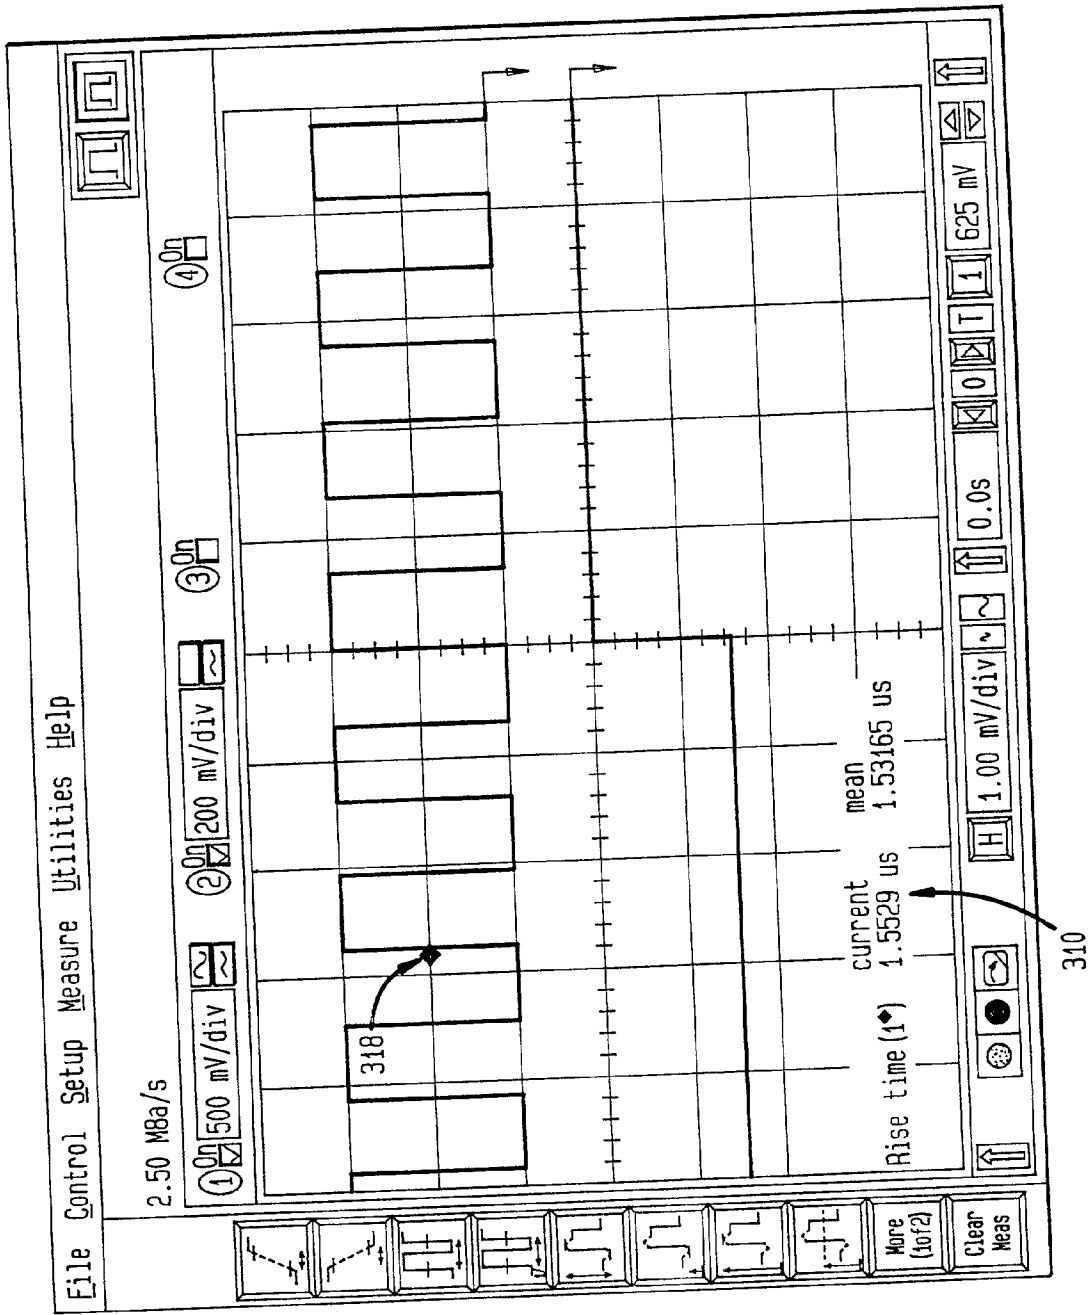 File Control Setup Measure Utilities Help
2.50 MBa/s
1 On 500 mV/div
2 On 200 mV/div
3 On
4 On
318
Rise time(1◆)
current
1.5529 us
mean
1.53165 us
More
(1of2)
Clear
Meas
H 1.00 mV/div
0.0s
0
T
1
625 mV
310